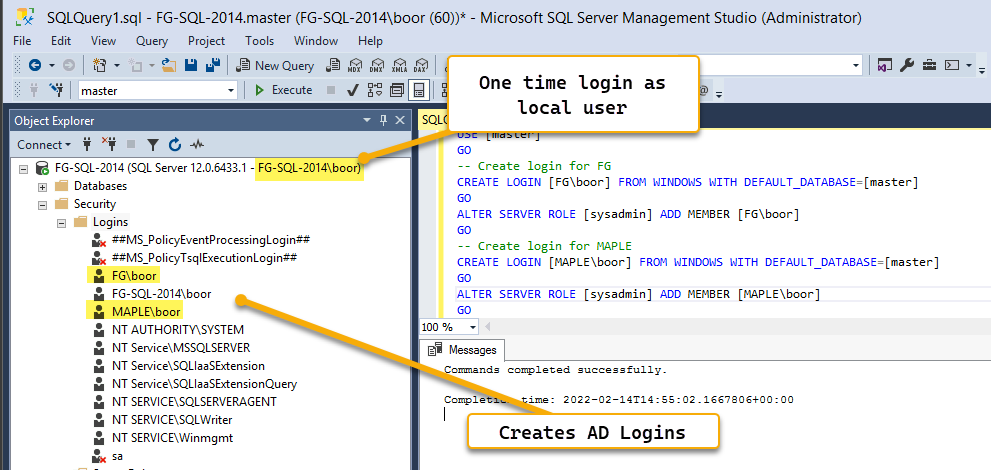 SQLQuery1.sql - FG-SQL-2014.master (FG-SQL-2014\boor (60))* - Microsoft SQL Server Management Studio (Administrator)
File Edit View Query Project Tools Window Help
New Query MDX DMX XMLA DAX
master Execute
One time login as
local user
Object Explorer
Connect
FG-SQL-2014 (SQL Server 12.0.6433.1 - FG-SQL-2014\boor)
Databases
Security
Logins
##MS_PolicyEventProcessingLogin##
##MS_PolicyTsqlExecutionLogin##
FG\boor
FG-SQL-2014\boor
MAPLE\boor
NT AUTHORITY\SYSTEM
NT Service\MSSQLSERVER
NT Service\SQLIaaSExtension
NT Service\SQLIaaSExtensionQuery
NT SERVICE\SQLSERVERAGENT
NT SERVICE\SQLWriter
NT SERVICE\Winmgmt
sa
USE [master]
GO
-- Create login for FG
CREATE LOGIN [FG\boor] FROM WINDOWS WITH DEFAULT_DATABASE=[master]
GO
ALTER SERVER ROLE [sysadmin] ADD MEMBER [FG\boor]
GO
-- Create login for MAPLE
CREATE LOGIN [MAPLE\boor] FROM WINDOWS WITH DEFAULT_DATABASE=[master]
GO
ALTER SERVER ROLE [sysadmin] ADD MEMBER [MAPLE\boor]
GO
100 %
Messages
Commands completed successfully.
Completion time: 2022-02-14T14:55:02.1667806+00:00
Creates AD Logins